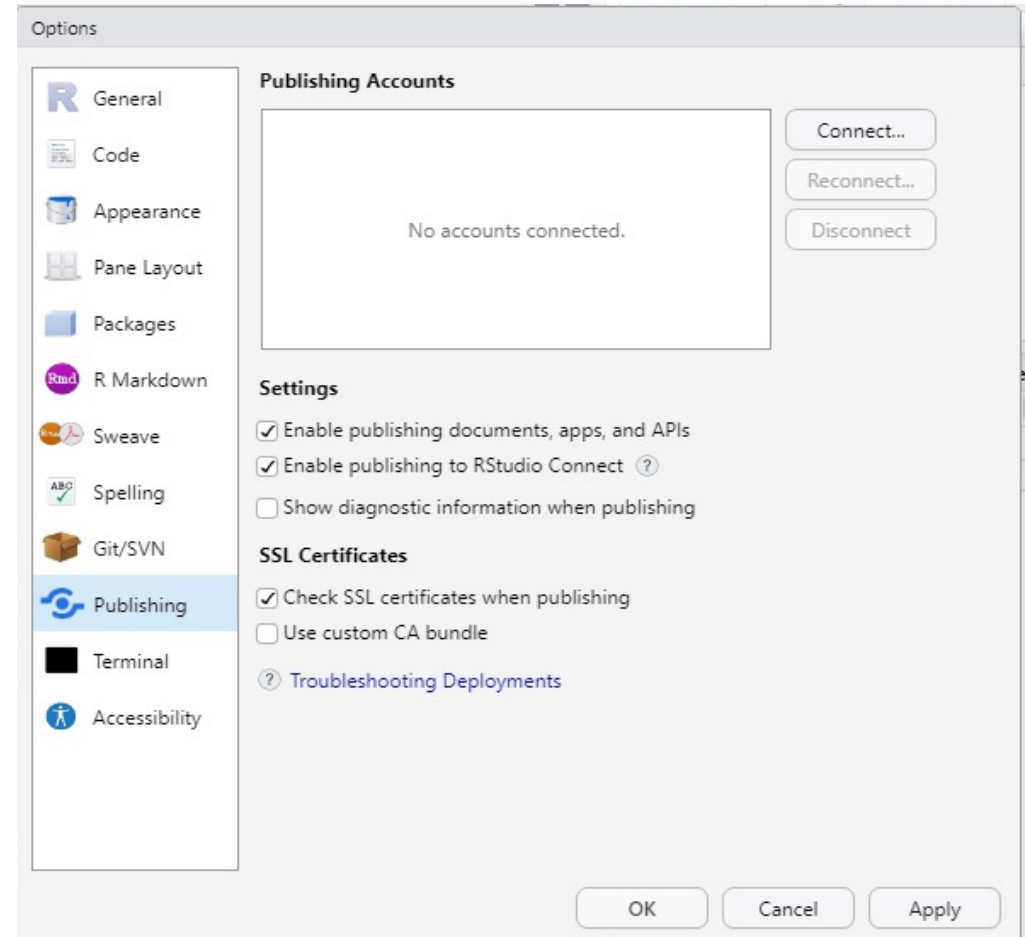 Options
General
Code
Appearance
Pane Layout
Packages
R Markdown
Sweave
Spelling
Git/SVN
Publishing
Terminal
Accessibility
Publishing Accounts
No accounts connected.
Connect...
Reconnect...
Disconnect
Settings
Enable publishing documents, apps, and APIs
Enable publishing to RStudio Connect ?
Show diagnostic information when publishing
SSL Certificates
Check SSL certificates when publishing
Use custom CA bundle
? Troubleshooting Deployments
OK
Cancel
Apply